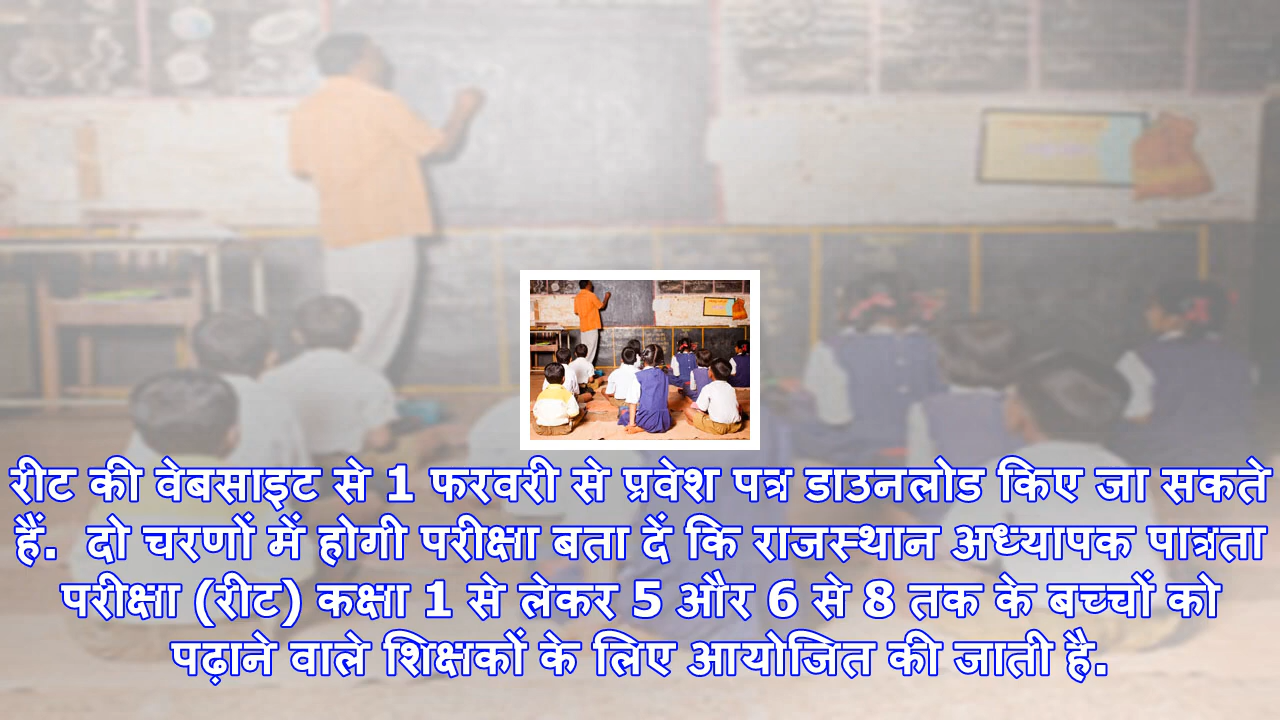 रीट की वेबसाइट से 1 फरवरी से प्रवेश पत्र डाउनलोड किए जा सकते
हैं.  दो चरणों में होगी परीक्षा बता दें कि राजस्थान अध्यापक पात्रता
परीक्षा (रीट) कक्षा 1 से लेकर 5 और 6 से 8 तक के बच्चों को
पढ़ाने वाले शिक्षकों के लिए आयोजित की जाती है.